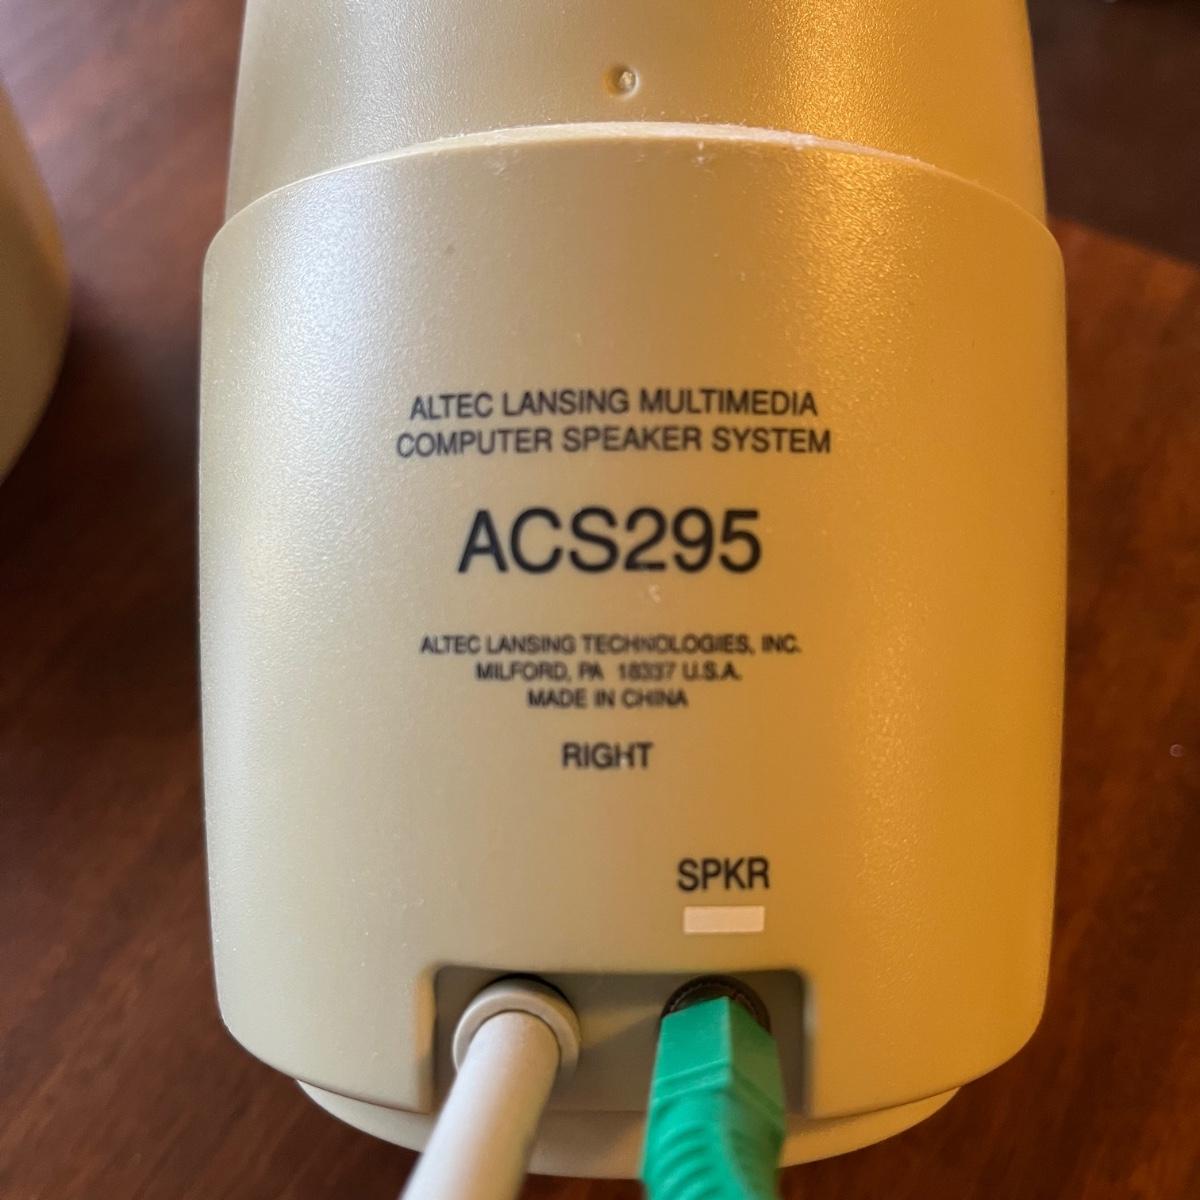 ALTEC LANSING MULTIMEDIA
COMPUTER SPEAKER SYSTEM
ACS295
ALTEC LANSING TECHNOLOGIES, INC.
MILFORD, PA 18337 U.S.A.
MADE IN CHINA
RIGHT
SPKR